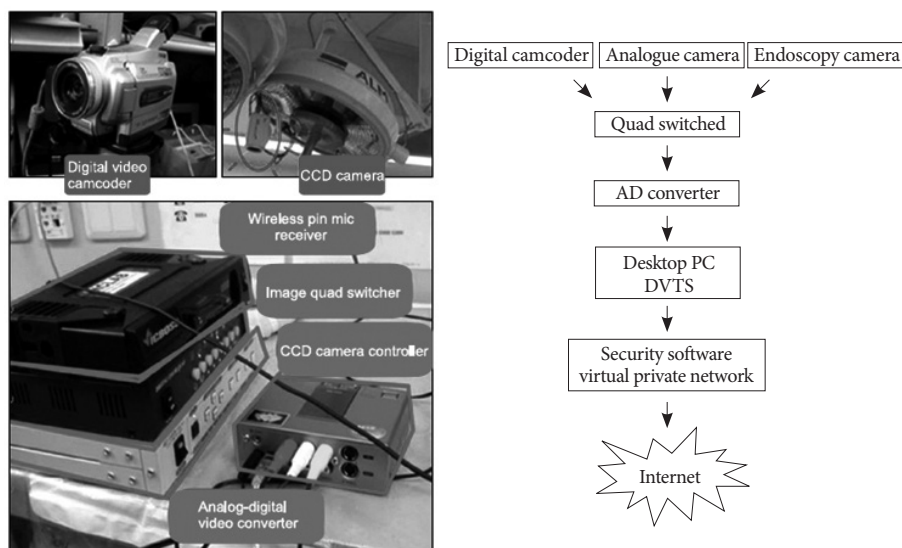 Digital video
camcoder
CCD camera
ALM
Wireless pin mic
receiver
Image quad switcher
CCD camera controller
Analog-digital
video converter
Digital camcoder
Analogue camera
Endoscopy camera
Quad switched
AD converter
Desktop PC
DVTS
Security software
virtual private network
Internet